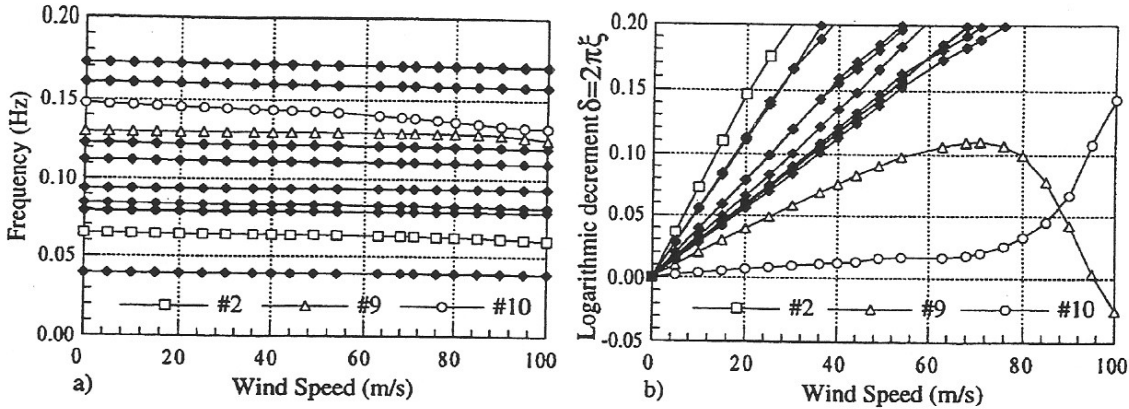 0.20
0.15
0.10
0.05
0.00
Frequency (Hz)
#2 #9 #10
0 20 40 60 80 100
a) Wind Speed (m/s)
0.20
0.15
0.10
0.05
0.00
-0.05
Logarithmic decrement δ=2πξ
#2 #9 #10
0 20 40 60 80 100
b) Wind Speed (m/s)